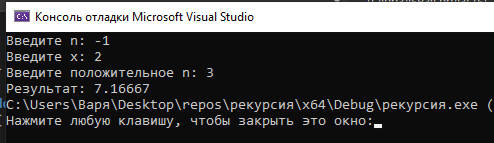 Консоль отладки Microsoft Visual Studio
Введите n: -1
Введите x: 2
Введите положительное n: 3
Результат: 7.16667
C:\Users\Варя\Desktop\repos\рекурсия\x64\Debug\рекурсия.exe (
Нажмите любую клавишу, чтобы закрыть это окно: